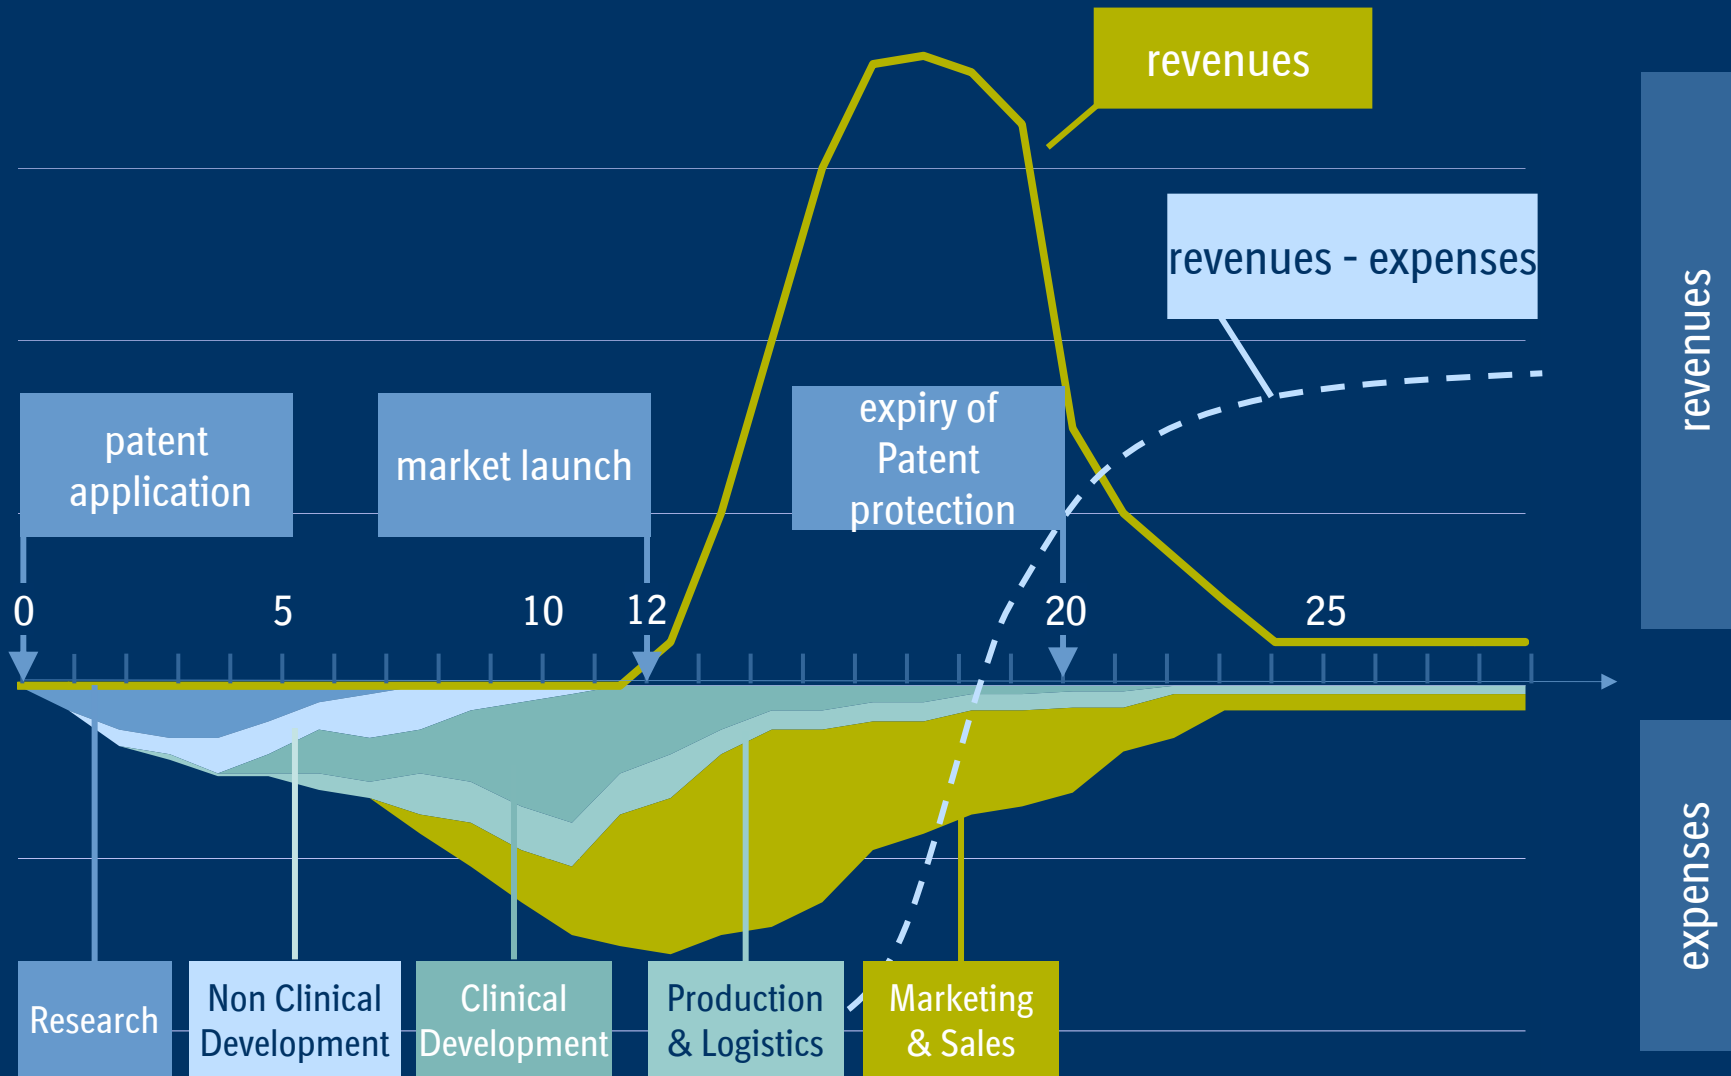 revenues
revenues - expenses
revenues
patent
application
market launch
expiry of
Patent
protection
0
5
10
12
20
25
expenses
Research
Non Clinical
Development
Clinical
Development
Production
& Logistics
Marketing
& Sales